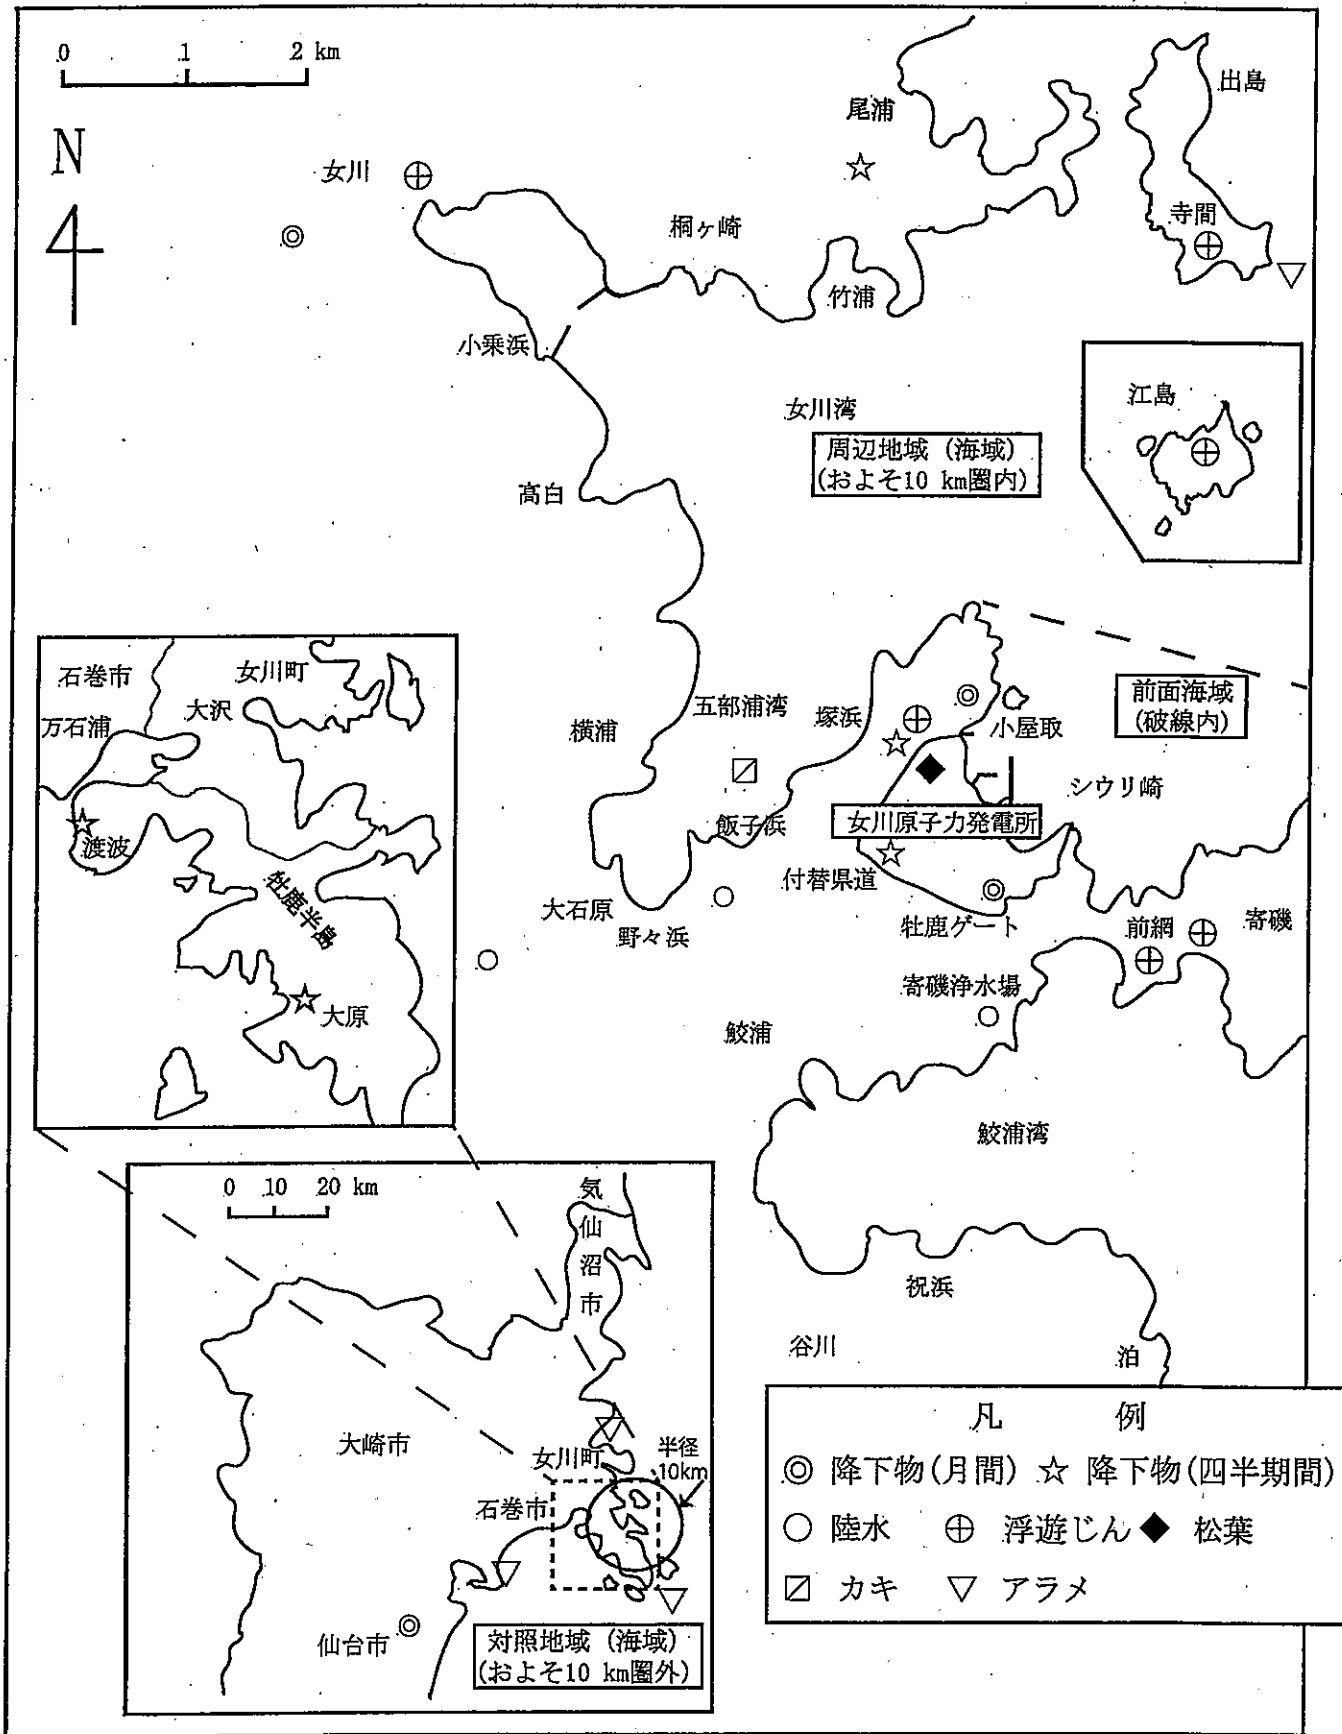 0 1 2 km
N
女川
尾浦
出島
桐ヶ崎
寺間
竹浦
小乗浜
女川湾
江島
周辺地域（海域）
(およそ10 km圏内)
高白
石巻市
女川町
万石浦
大沢
渡波
牡鹿半島
大原
五部浦湾
横浦
塚浜
小屋取
前面海域
(破線内)
シウリ崎
飯子浜
女川原子力発電所
付替県道
大石原
野々浜
牡鹿ゲート
前網
寄磯
寄磯浄水場
鮫浦
鮫浦湾
祝浜
谷川
泊
0 10 20 km
気仙沼市
大崎市
女川町
半径
10km
石巻市
仙台市
対照地域（海域）
(およそ10 km圏外)
凡 例
◎ 降下物(月間) ☆ 降下物(四半期間)
○ 陸水 ⊕ 浮遊じん ◆ 松葉
⍁ カキ ▽ アラメ